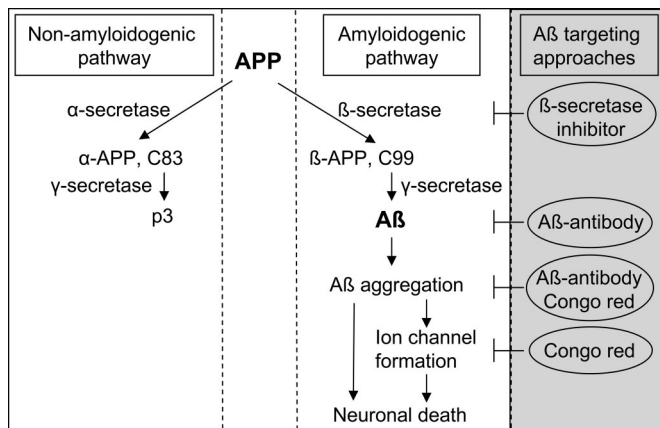 Non-amyloidogenic
pathway
APP
Amyloidogenic
pathway
Aß targeting
approaches
α-secretase
ß-secretase
ß-secretase
inhibitor
α-APP, C83
ß-APP, C99
γ-secretase
γ-secretase
p3
Aß
Aß-antibody
Aß aggregation
Aß-antibody
Congo red
Ion channel
formation
Congo red
Neuronal death